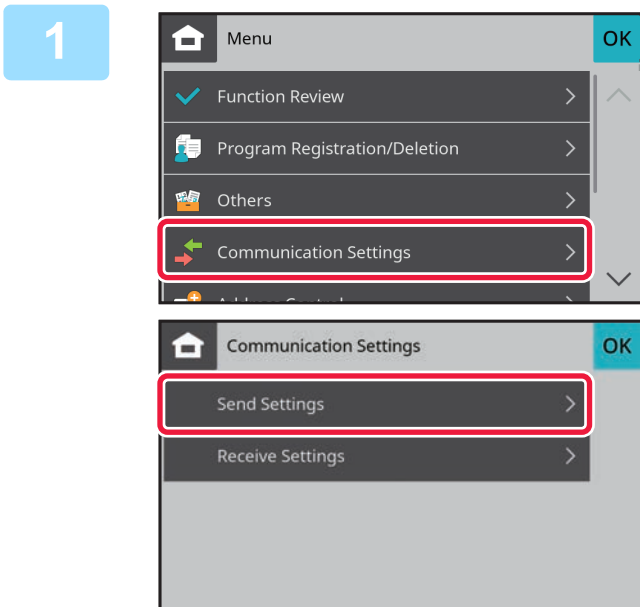 1
Menu
OK
Function Review
Program Registration/Deletion
Others
Communication Settings
Communication Settings
OK
Send Settings
Receive Settings